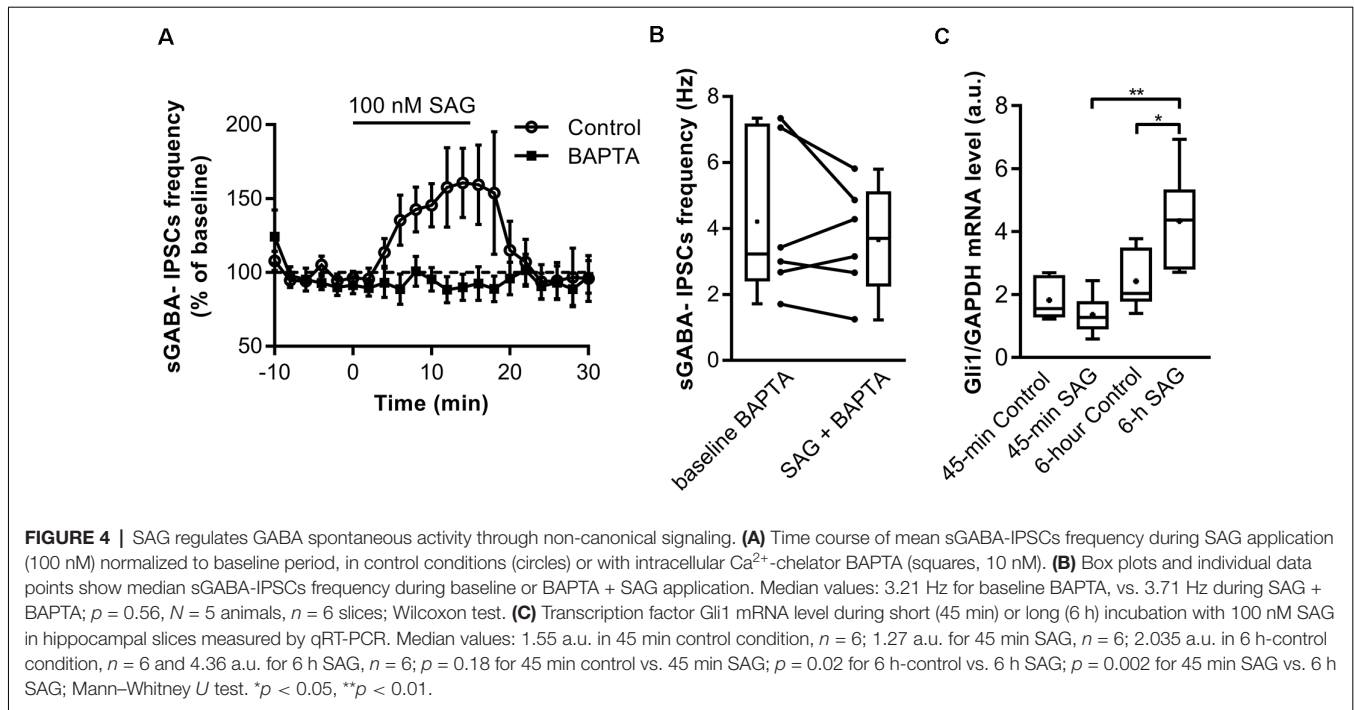 A
sGABA- IPSCs frequency
(% of baseline)
200
150
100
50
100 nM SAG
Control
BAPTA
-10
0
10
20
30
Time (min)
B
sGABA- IPSCs frequency (Hz)
8
6
4
2
0
baseline BAPTA
SAG + BAPTA
C
Gli1/GAPDH mRNA level (a.u.)
8
6
4
2
0
**
*
45-min Control
45-min SAG
6-hour Control
6-h SAG
FIGURE 4 | SAG regulates GABA spontaneous activity through non-canonical signaling. (A) Time course of mean sGABA-IPSCs frequency during SAG application
(100 nM) normalized to baseline period, in control conditions (circles) or with intracellular Ca²⁺-chelator BAPTA (squares, 10 nM). (B) Box plots and individual data
points show median sGABA-IPSCs frequency during baseline or BAPTA + SAG application. Median values: 3.21 Hz for baseline BAPTA, vs. 3.71 Hz during SAG +
BAPTA; p = 0.56, N = 5 animals, n = 6 slices; Wilcoxon test. (C) Transcription factor Gli1 mRNA level during short (45 min) or long (6 h) incubation with 100 nM SAG
in hippocampal slices measured by qRT-PCR. Median values: 1.55 a.u. in 45 min control condition, n = 6; 1.27 a.u. for 45 min SAG, n = 6; 2.035 a.u. in 6 h-control
condition, n = 6 and 4.36 a.u. for 6 h SAG, n = 6; p = 0.18 for 45 min control vs. 45 min SAG; p = 0.02 for 6 h-control vs. 6 h SAG; p = 0.002 for 45 min SAG vs. 6 h
SAG; Mann–Whitney U test. *p < 0.05, **p < 0.01.